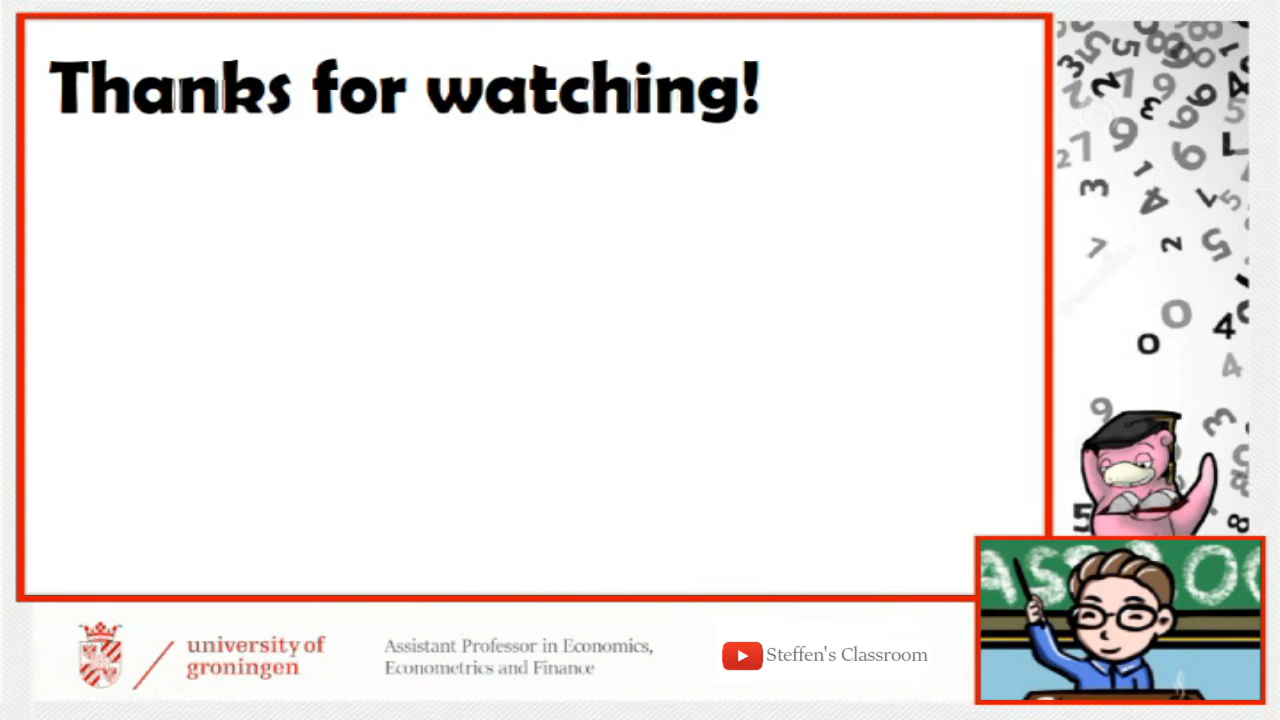 Thanks for watching!
university of
groningen
Assistant Professor in Economics,
Econometrics and Finance
Steffen's Classroom